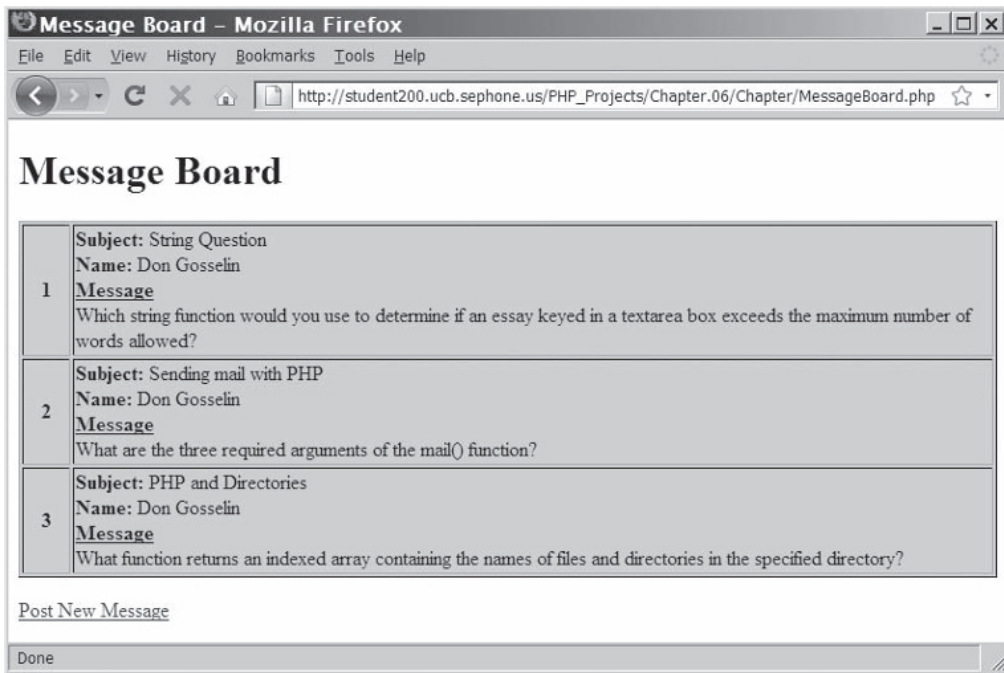 Message Board – Mozilla Firefox
File Edit View History Bookmarks Tools Help
http://student200.ucb.sephone.us/PHP_Projects/Chapter.06/Chapter/MessageBoard.php
Message Board
1
Subject: String Question
Name: Don Gosselin
Message
Which string function would you use to determine if an essay keyed in a textarea box exceeds the maximum number of
words allowed?
2
Subject: Sending mail with PHP
Name: Don Gosselin
Message
What are the three required arguments of the mail() function?
3
Subject: PHP and Directories
Name: Don Gosselin
Message
What function returns an indexed array containing the names of files and directories in the specified directory?
Post New Message
Done